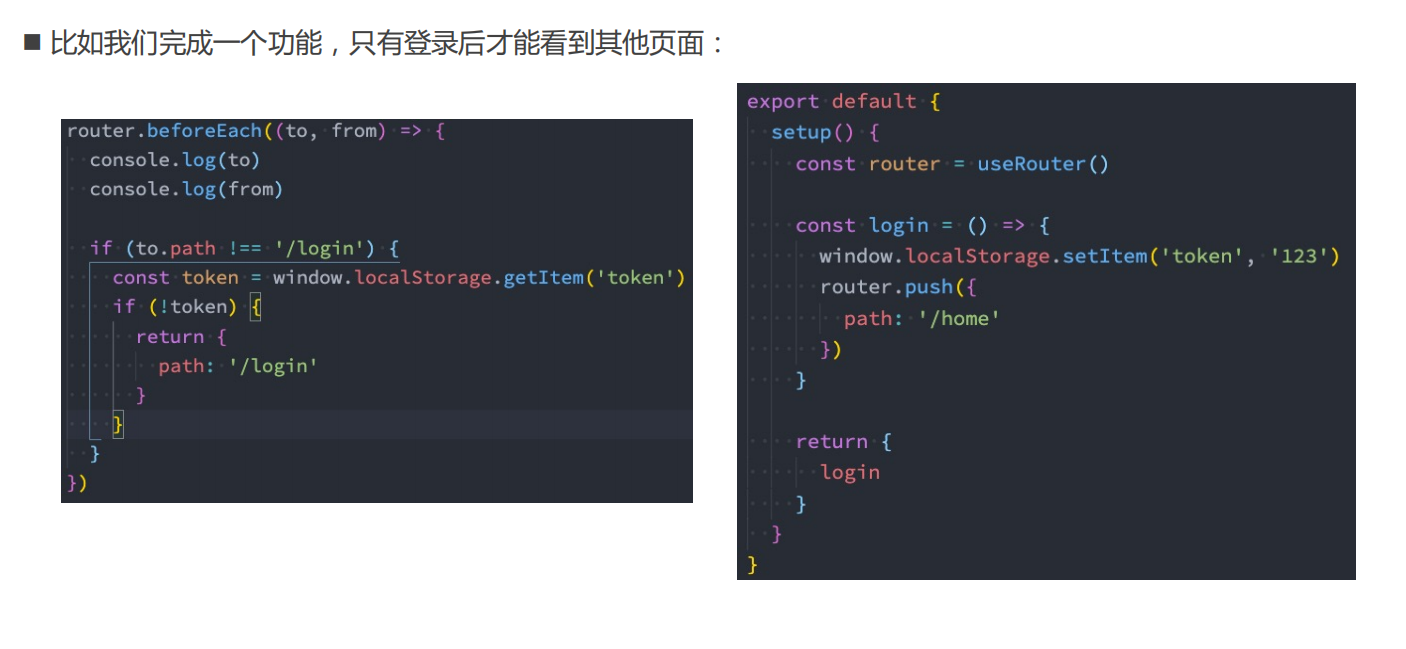 ■ 比如我们完成一个功能，只有登录后才能看到其他页面：
router.beforeEach((to, from) => {
  console.log(to)
  console.log(from)

  if (to.path !== '/login') {
    const token = window.localStorage.getItem('token')
    if (!token) {
      return {
        path: '/login'
      }
    }
  }
})
export default {
  setup() {
    const router = useRouter()

    const login = () => {
      window.localStorage.setItem('token', '123')
      router.push({
        path: '/home'
      })
    }

    return {
      login
    }
  }
}